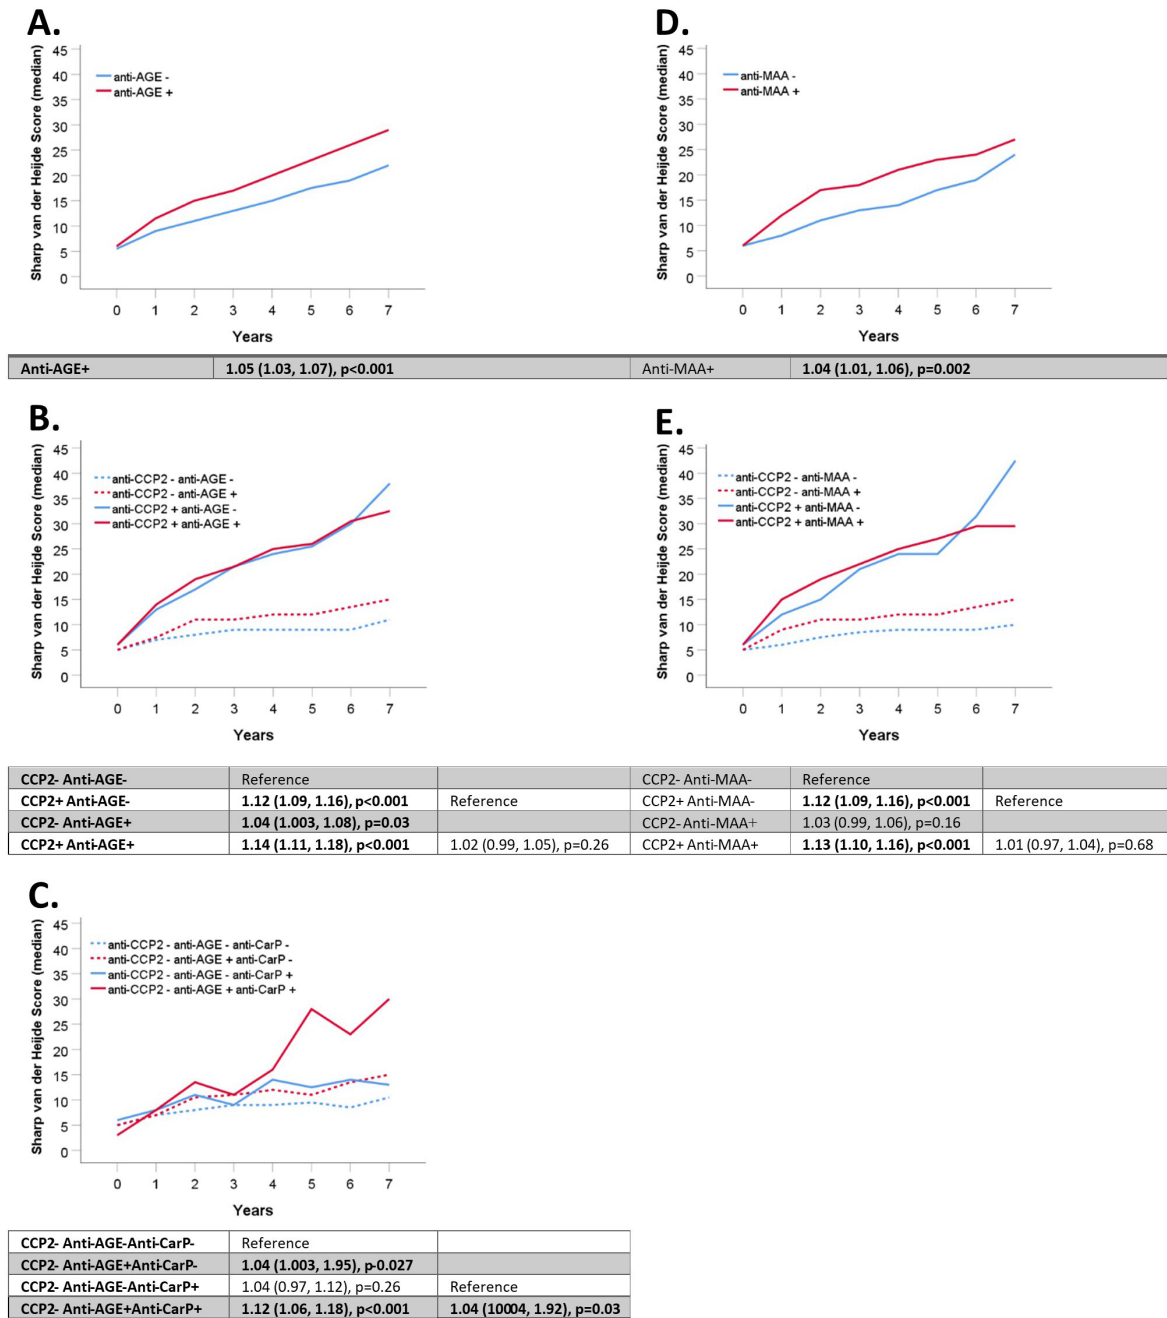 A.
Sharp van der Heijde Score (median)
45
40
35
30
25
20
15
10
5
0
anti-AGE -
anti-AGE +
0 1 2 3 4 5 6 7
Years
D.
Sharp van der Heijde Score (median)
45
40
35
30
25
20
15
10
5
0
anti-MAA -
anti-MAA +
0 1 2 3 4 5 6 7
Years
Anti-AGE+ 1.05 (1.03, 1.07), p<0.001 Anti-MAA+ 1.04 (1.01, 1.06), p=0.002
B.
Sharp van der Heijde Score (median)
45
40
35
30
25
20
15
10
5
0
anti-CCP2 - anti-AGE -
anti-CCP2 - anti-AGE +
anti-CCP2 + anti-AGE -
anti-CCP2 + anti-AGE +
0 1 2 3 4 5 6 7
Years
E.
Sharp van der Heijde Score (median)
45
40
35
30
25
20
15
10
5
0
anti-CCP2 - anti-MAA -
anti-CCP2 - anti-MAA +
anti-CCP2 + anti-MAA -
anti-CCP2 + anti-MAA +
0 1 2 3 4 5 6 7
Years
CCP2- Anti-AGE- Reference CCP2- Anti-MAA- Reference
CCP2+ Anti-AGE- 1.12 (1.09, 1.16), p<0.001 Reference CCP2+ Anti-MAA- 1.12 (1.09, 1.16), p<0.001 Reference
CCP2- Anti-AGE+ 1.04 (1.003, 1.08), p=0.03 CCP2- Anti-MAA+ 1.03 (0.99, 1.06), p=0.16
CCP2+ Anti-AGE+ 1.14 (1.11, 1.18), p<0.001 1.02 (0.99, 1.05), p=0.26 CCP2+ Anti-MAA+ 1.13 (1.10, 1.16), p<0.001 1.01 (0.97, 1.04), p=0.68
C.
Sharp van der Heijde Score (median)
45
40
35
30
25
20
15
10
5
0
anti-CCP2 - anti-AGE - anti-CarP -
anti-CCP2 - anti-AGE + anti-CarP -
anti-CCP2 - anti-AGE - anti-CarP +
anti-CCP2 - anti-AGE + anti-CarP +
0 1 2 3 4 5 6 7
Years
CCP2- Anti-AGE-Anti-CarP- Reference
CCP2- Anti-AGE+Anti-CarP- 1.04 (1.003, 1.95), p-0.027
CCP2- Anti-AGE-Anti-CarP+ 1.04 (0.97, 1.12), p=0.26 Reference
CCP2- Anti-AGE+Anti-CarP+ 1.12 (1.06, 1.18), p<0.001 1.04 (10004, 1.92), p=0.03